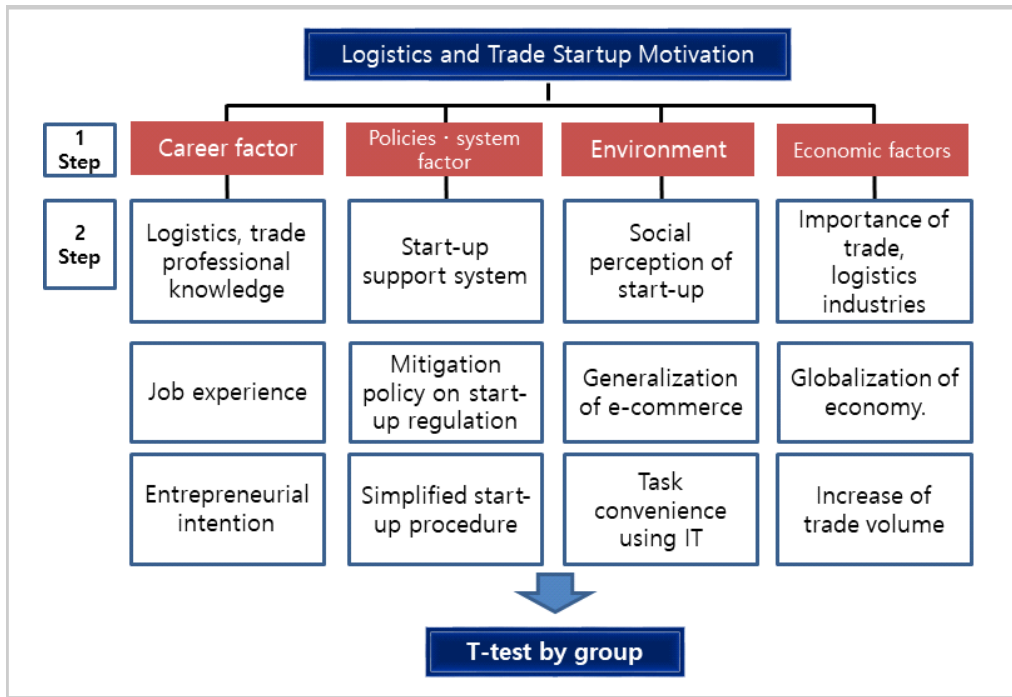 Logistics and Trade Startup Motivation
1
Step
Career factor
Policies · system
factor
Environment
Economic factors
2
Step
Logistics, trade
professional
knowledge
Start-up
support system
Social
perception of
start-up
Importance of
trade,
logistics
industries
Job experience
Mitigation
policy on start-
up regulation
Generalization
of e-commerce
Globalization of
economy.
Entrepreneurial
intention
Simplified start-
up procedure
Task
convenience
using IT
Increase of
trade volume
T-test by group